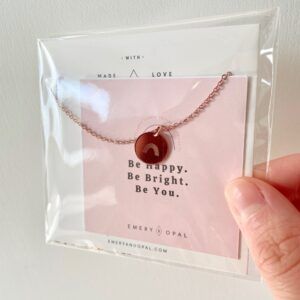 · WITH ·
MADE LOVE
Be Happy.
Be Bright.
Be You.
EMERY & OPAL
EMERYANDOPAL.COM